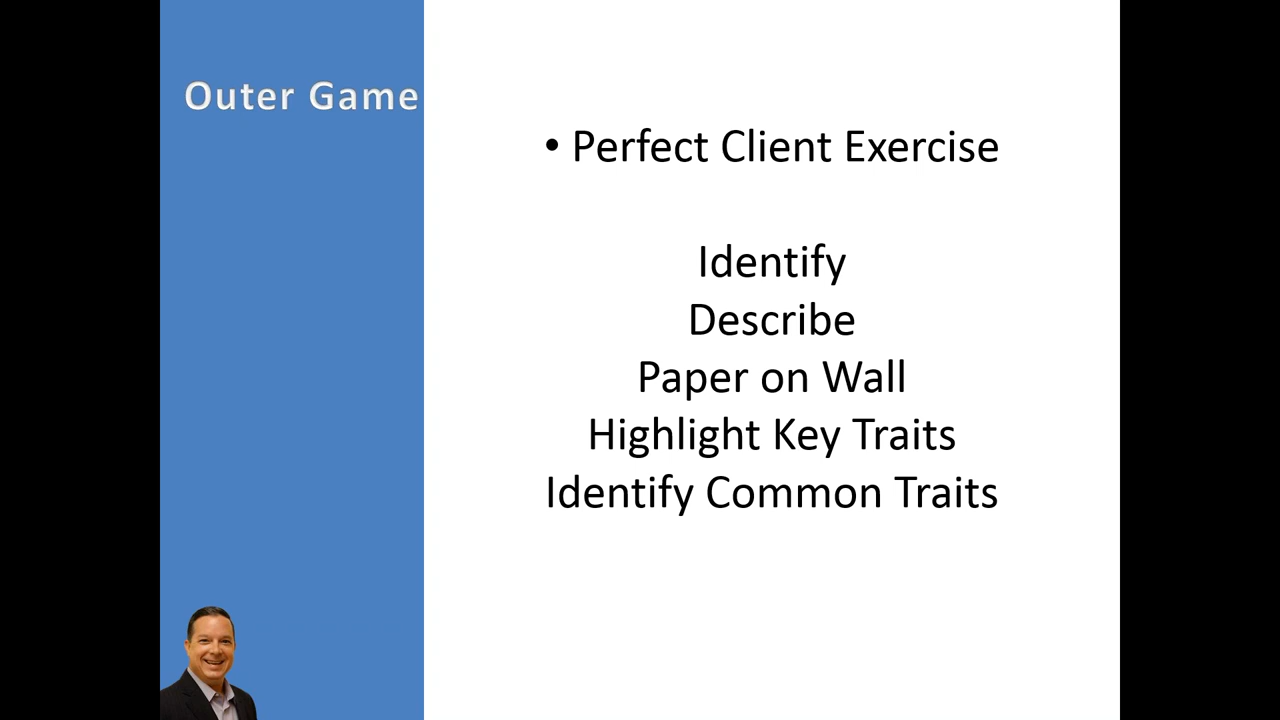 Outer Game
• Perfect Client Exercise
Identify
Describe
Paper on Wall
Highlight Key Traits
Identify Common Traits